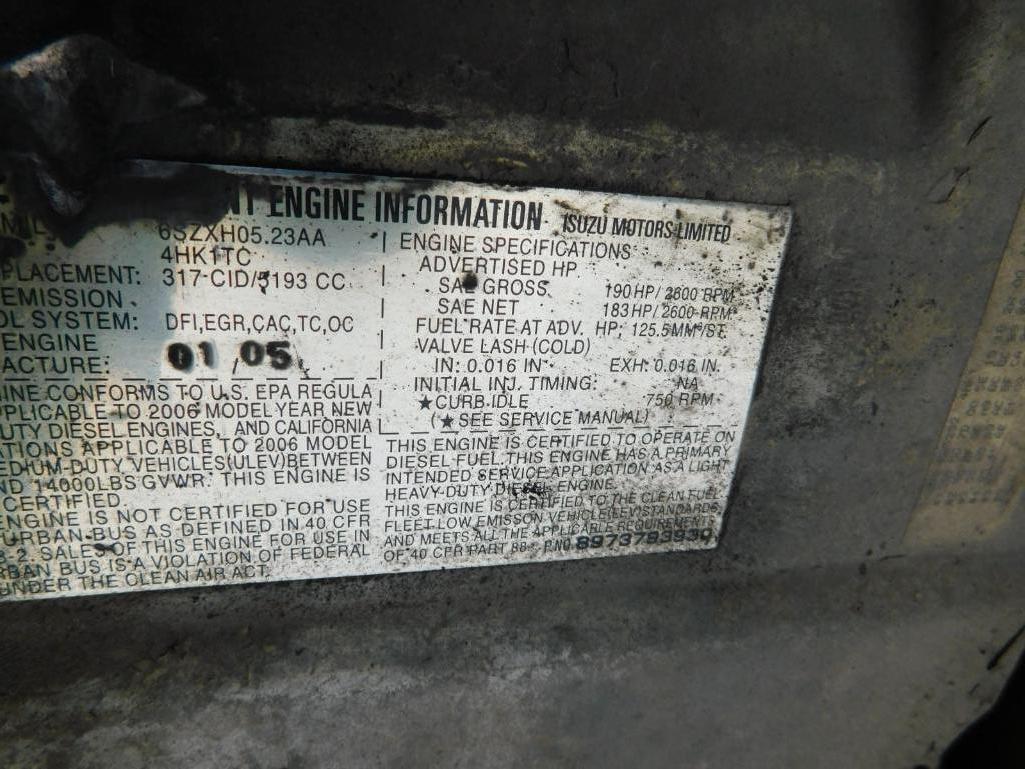 NT ENGINE INFORMATION ISUZU MOTORS LIMITED
6SZXH05.23AA
4HK1TC
PLACEMENT: 317 CID/5193 CC
EMISSION
OL SYSTEM: DFI,EGR,CAC,TC,OC
ENGINE
ACTURE: 01 05
INE CONFORMS TO U.S. EPA REGULA
PPLICABLE TO 2006 MODEL YEAR NEW
DUTY DIESEL ENGINES, AND CALIFORNIA
ATIONS APPLICABLE TO 2006 MODEL
EDIUM-DUTY VEHICLES(ULEV)BETWEEN
ND 14000LBS GVWR. THIS ENGINE IS
CERTIFIED.
ENGINE IS NOT CERTIFIED FOR USE
URBAN BUS AS DEFINED IN 40 CFR
3-2. SALES OF THIS ENGINE FOR USE IN
RBAN BUS IS A VIOLATION OF FEDERAL
UNDER THE CLEAN AIR ACT.
ENGINE SPECIFICATIONS
ADVERTISED HP
SAE GROSS 190HP/2600 RPM
SAE NET 183HP/2600 RPM
FUEL RATE AT ADV. HP; 125.5MM³/ST.
VALVE LASH (COLD)
IN: 0.016 IN EXH: 0.016 IN.
INITIAL INJ. TIMING: NA
★CURB IDLE 750 RPM
(★SEE SERVICE MANUAL)
THIS ENGINE IS CERTIFIED TO OPERATE ON
DIESEL FUEL. THIS ENGINE HAS A PRIMARY
INTENDED SERVICE APPLICATION AS A LIGHT
HEAVY-DUTY DIESEL ENGINE.
THIS ENGINE IS CERTIFIED TO THE CLEAN FUEL
FLEET LOW EMISSON VEHICLE(LEV)STANDARDS
AND MEETS ALL THE APPLICABLE REQUIREMENTS
OF 40 CFR PART 88. P.NO 8973793930